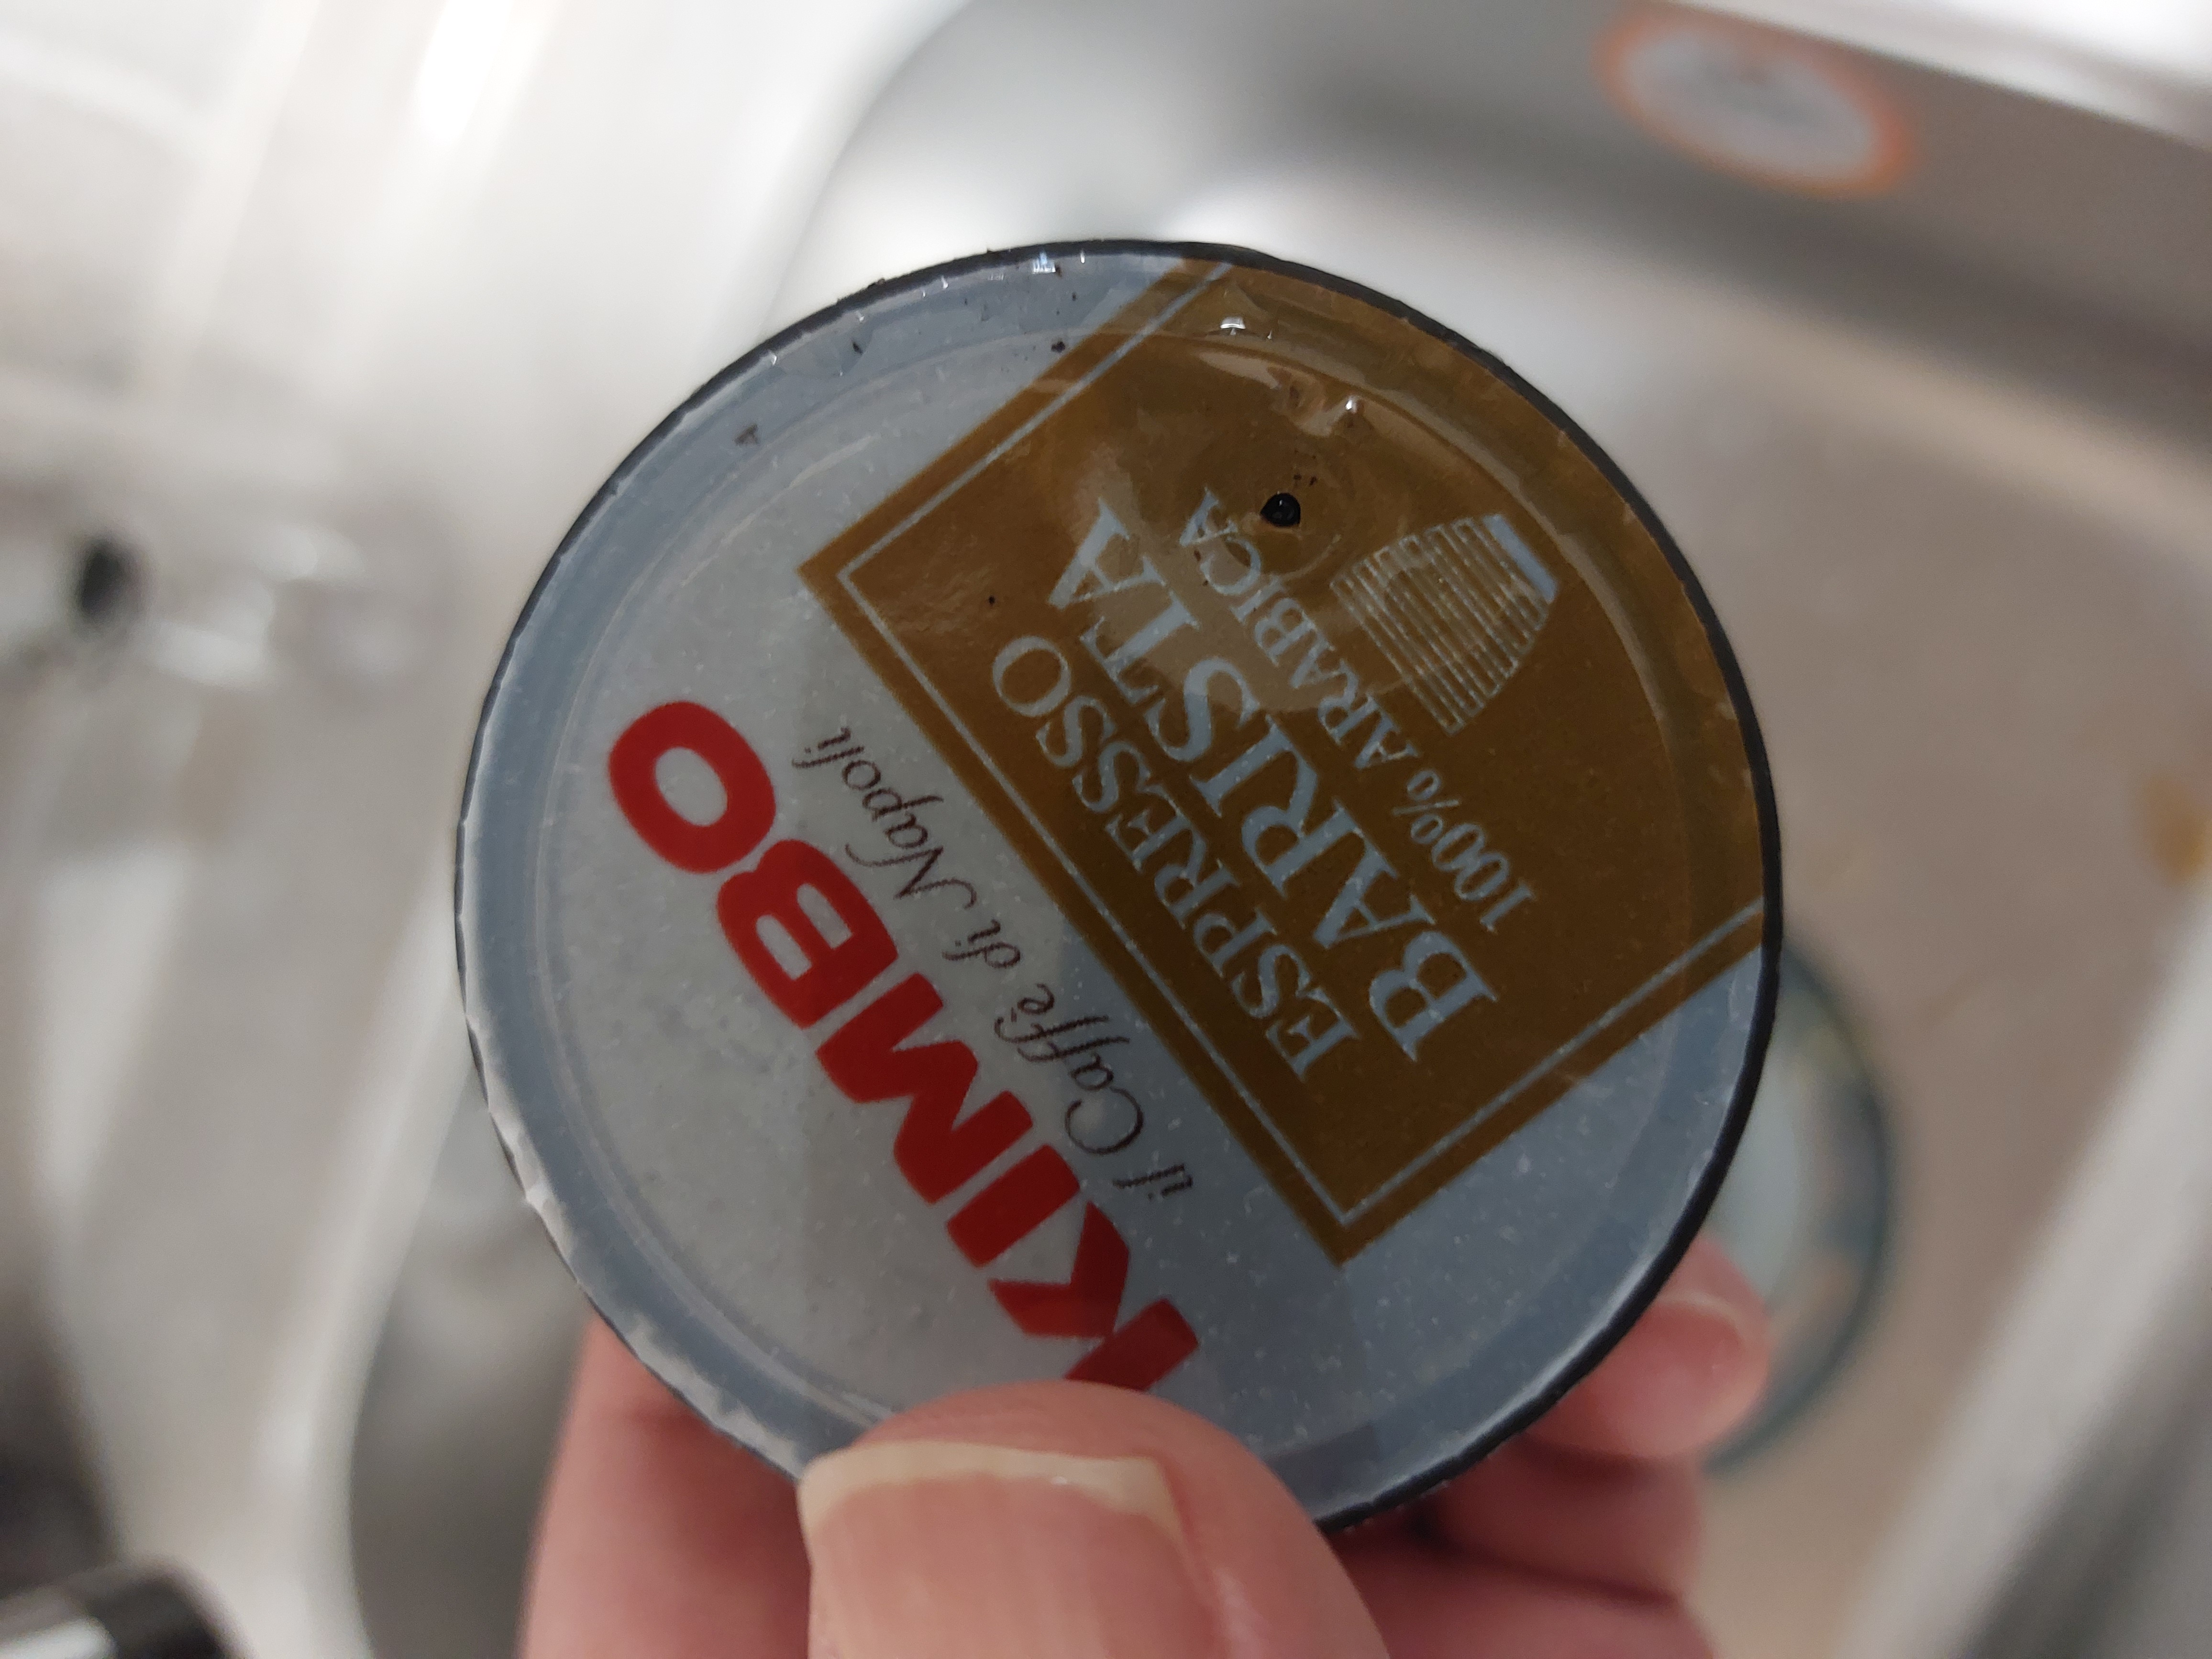 KIMBO
il Caffè di Napoli
ESPRESSO
BARISTA
100% ARABICA